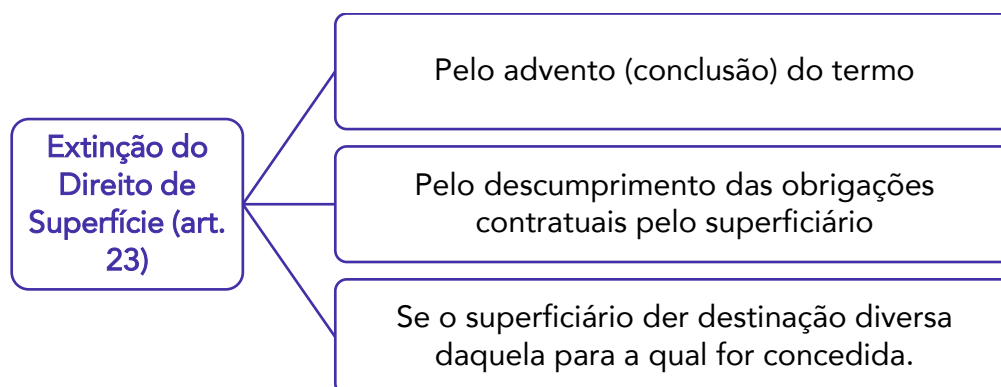 Extinção do
Direito de
Superfície (art.
23)
Pelo advento (conclusão) do termo
Pelo descumprimento das obrigações
contratuais pelo superficiário
Se o superficiário der destinação diversa
daquela para a qual for concedida.